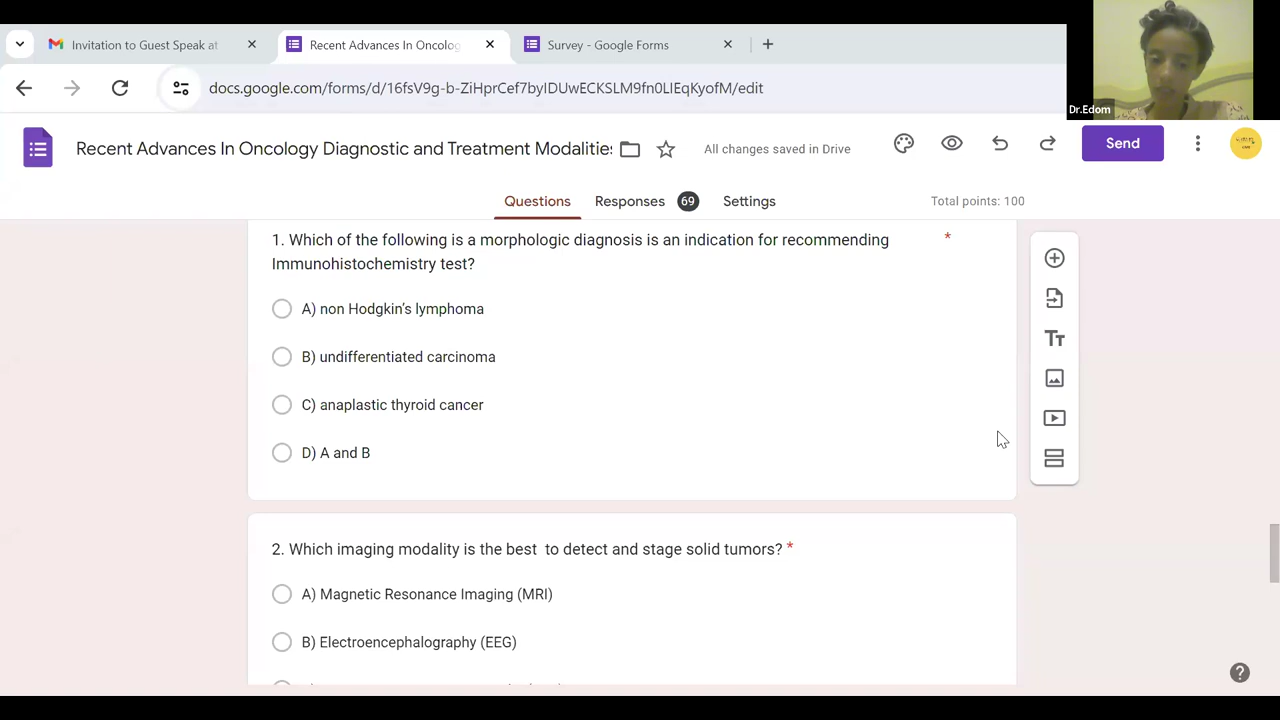 Invitation to Guest Speak at
Recent Advances In Oncolo
Survey - Google Forms
docs.google.com/forms/d/16fsV9g-b-ZiHprCef7byIDUwECKSLM9fn0LIEqKyofM/edit
Dr.Edom
Recent Advances In Oncology Diagnostic and Treatment Modalities
All changes saved in Drive
Send
Questions
Responses 69
Settings
Total points: 100
1. Which of the following is a morphologic diagnosis is an indication for recommending *
Immunohistochemistry test?
A) non Hodgkin's lymphoma
B) undifferentiated carcinoma
C) anaplastic thyroid cancer
D) A and B
2. Which imaging modality is the best to detect and stage solid tumors? *
A) Magnetic Resonance Imaging (MRI)
B) Electroencephalography (EEG)